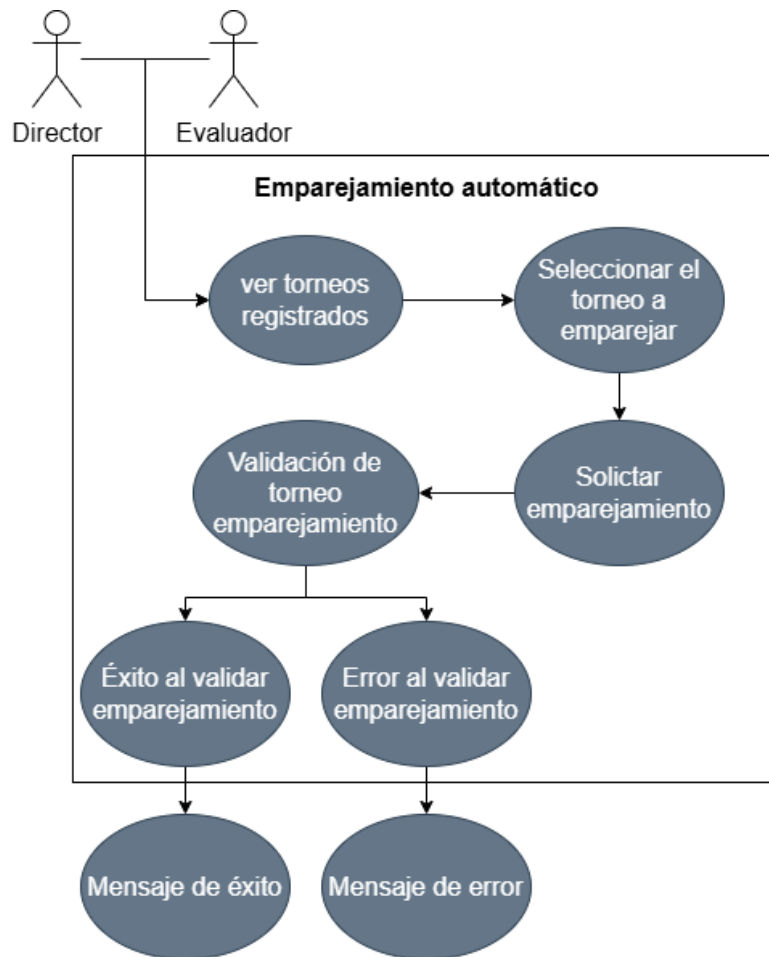 Director
Evaluador
Emparejamiento automático
ver torneos
registrados
Seleccionar el
torneo a
emparejar
Solictar
emparejamiento
Validación de
torneo
emparejamiento
Éxito al validar
emparejamiento
Error al validar
emparejamiento
Mensaje de éxito
Mensaje de error